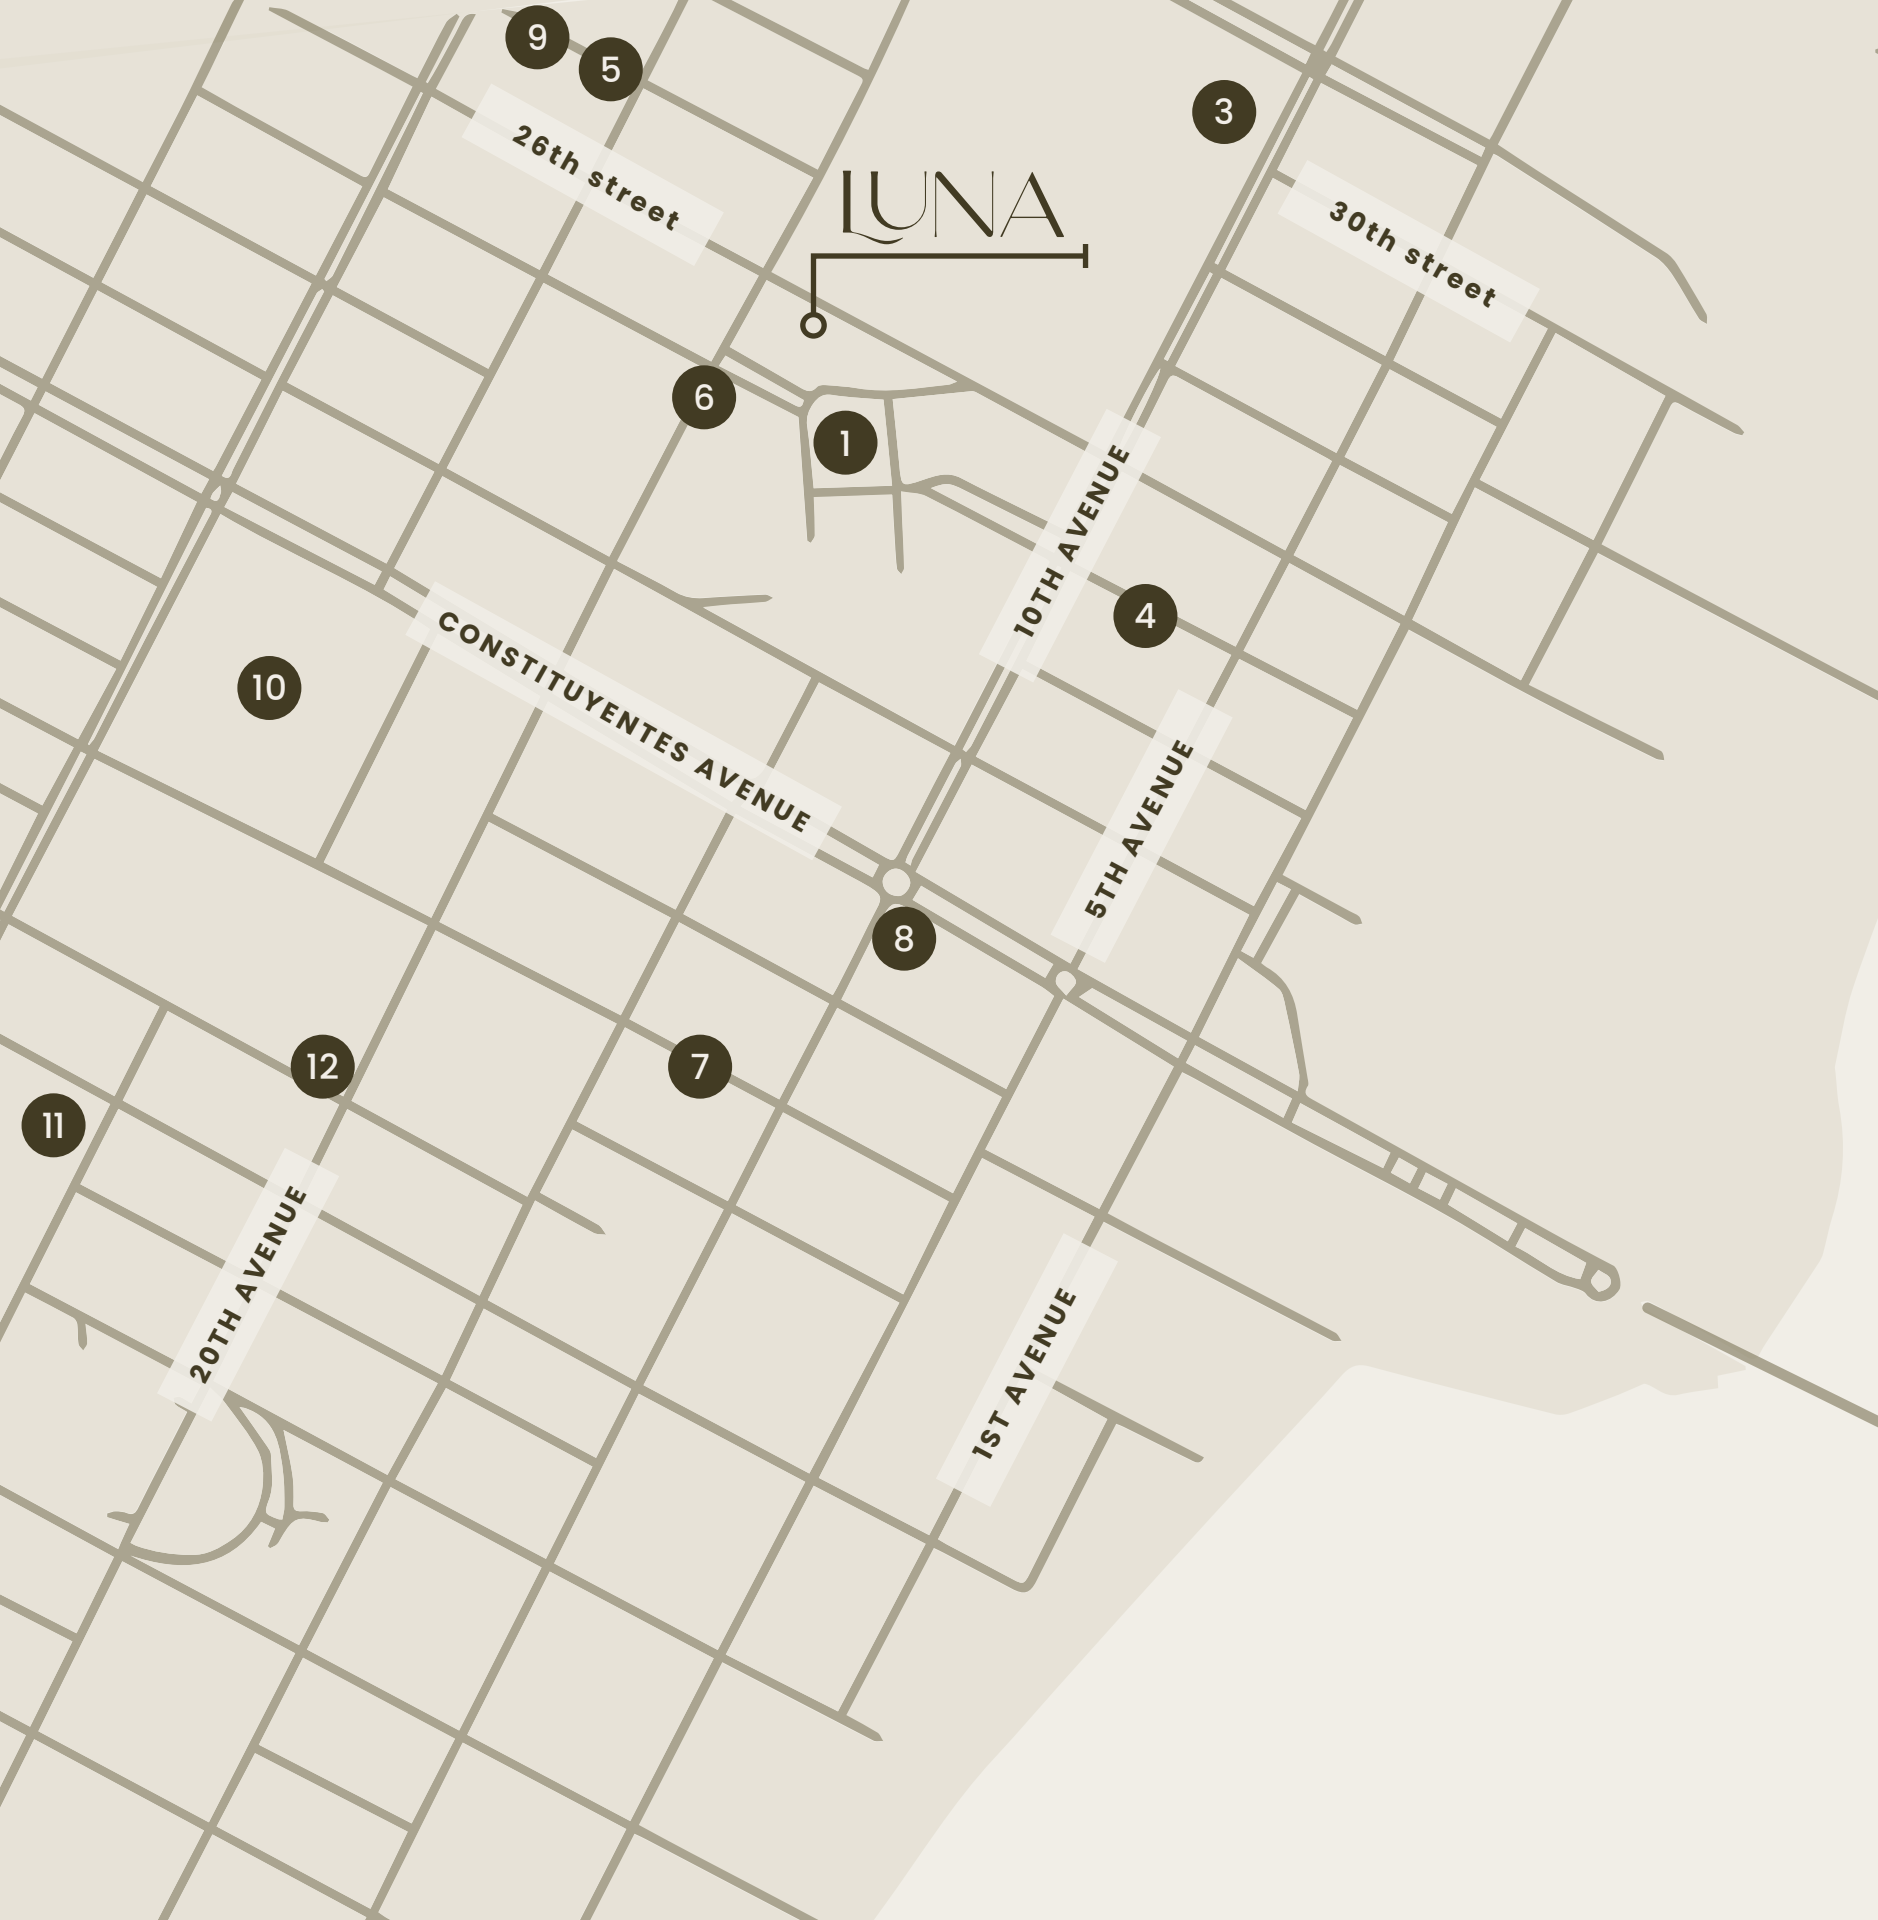 9
5
3
26th street
LUNA
30th street
6
1
10TH AVENUE
4
CONSTITUYENTES AVENUE
10
5TH AVENUE
8
12
7
11
20TH AVENUE
1ST AVENUE